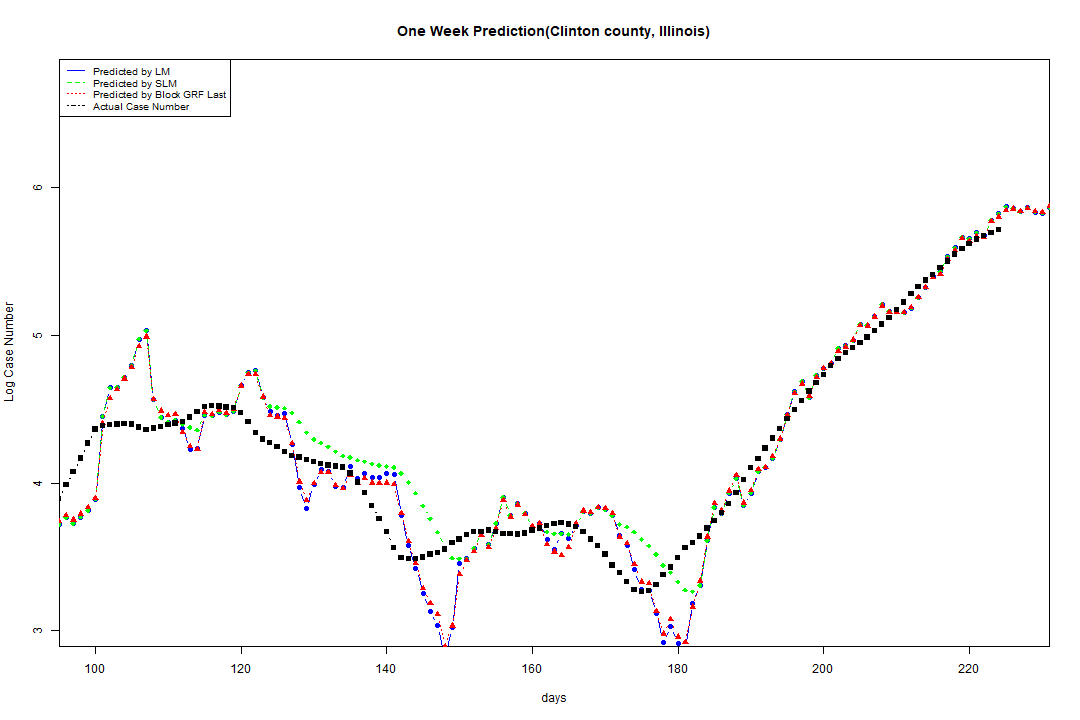 One Week Prediction(Clinton county, Illinois)
Predicted by LM
Predicted by SLM
Predicted by Block GRF Last
Actual Case Number
6
5
4
3
Log Case Number
100 120 140 160 180 200 220
days